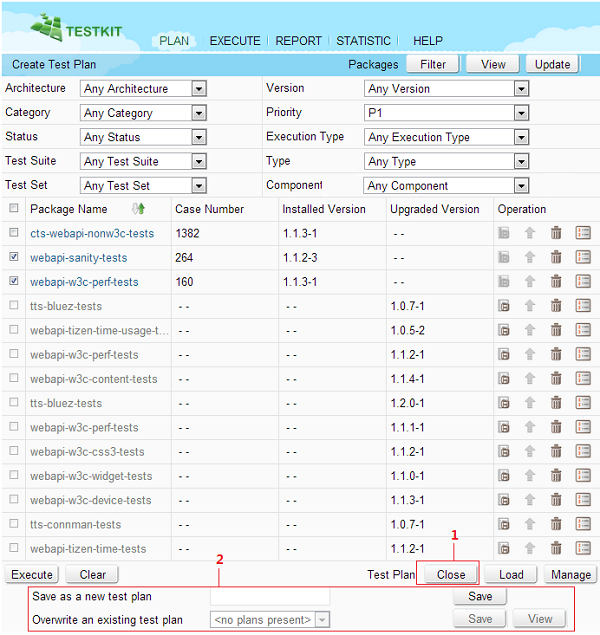 TESTKIT
PLAN EXECUTE REPORT STATISTIC HELP
Create Test Plan Packages Filter View Update
Architecture Any Architecture Version Any Version
Category Any Category Priority P1
Status Any Status Execution Type Any Execution Type
Test Suite Any Test Suite Type Any Type
Test Set Any Test Set Component Any Component
Package Name Case Number Installed Version Upgraded Version Operation
cts-webapi-nonw3c-tests 1382 1.1.3-1 - -
webapi-sanity-tests 264 1.1.2-3 - -
webapi-w3c-perf-tests 160 1.1.3-1 - -
tts-bluez-tests - - - - 1.0.7-1
webapi-tizen-time-usage-t... - - - - 1.0.5-2
webapi-w3c-perf-tests - - - - 1.1.2-1
webapi-w3c-content-tests - - - - 1.1.4-1
tts-bluez-tests - - - - 1.2.0-1
webapi-w3c-perf-tests - - - - 1.1.1-1
webapi-w3c-css3-tests - - - - 1.1.2-1
webapi-w3c-widget-tests - - - - 1.1.0-1
webapi-w3c-device-tests - - - - 1.1.3-1
tts-connman-tests - - - - 1.0.7-1
webapi-tizen-time-tests - - - - 1.1.2-1
1
2
Execute Clear Test Plan Close Load Manage
Save as a new test plan Save
Overwrite an existing test plan <no plans present> Save View